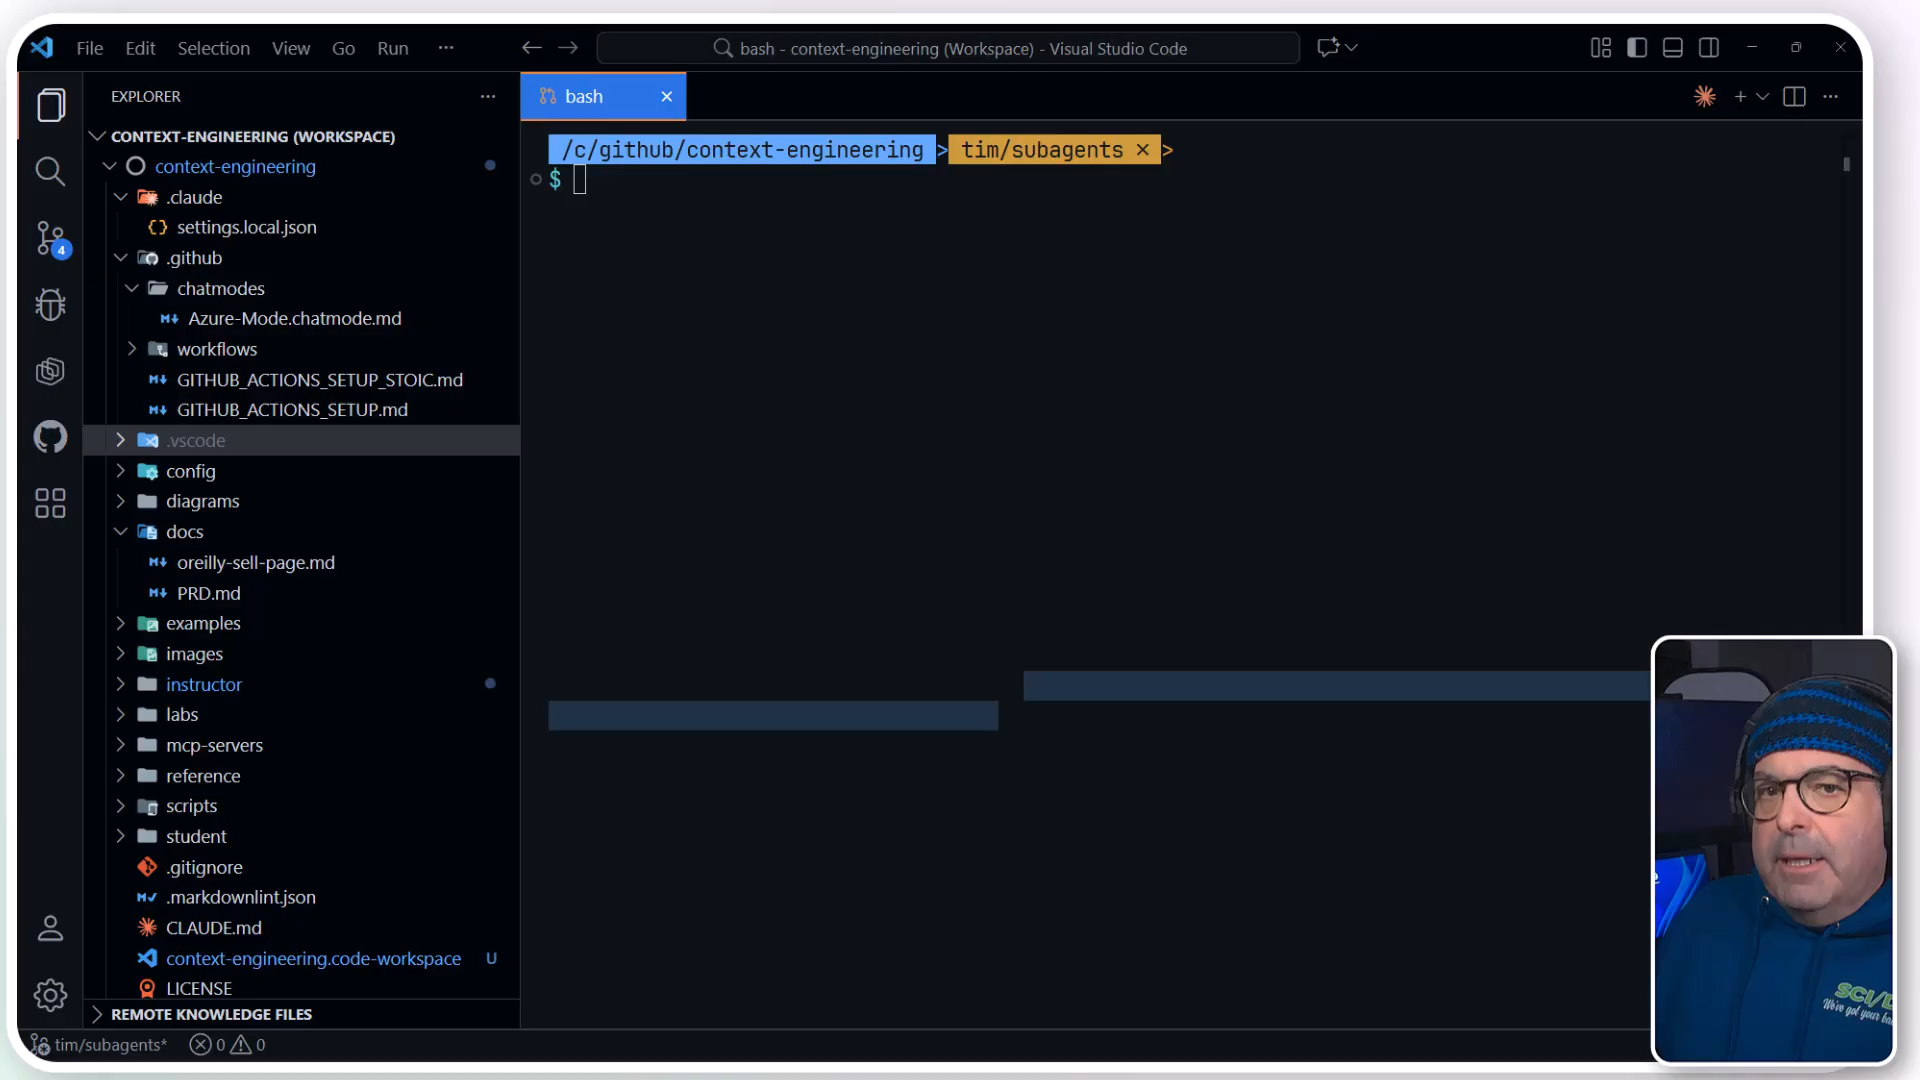 File Edit Selection View Go Run ···
bash - context-engineering (Workspace) - Visual Studio Code
EXPLORER
bash
CONTEXT-ENGINEERING (WORKSPACE)
/c/github/context-engineering > tim/subagents × >
$
context-engineering
.claude
settings.local.json
.github
4
chatmodes
Azure-Mode.chatmode.md
workflows
GITHUB_ACTIONS_SETUP_STOIC.md
GITHUB_ACTIONS_SETUP.md
.vscode
config
diagrams
docs
oreilly-sell-page.md
PRD.md
examples
images
instructor
labs
mcp-servers
reference
scripts
student
.gitignore
.markdownlint.json
CLAUDE.md
context-engineering.code-workspace U
LICENSE
REMOTE KNOWLEDGE FILES
tim/subagents* 0 0
We've got your